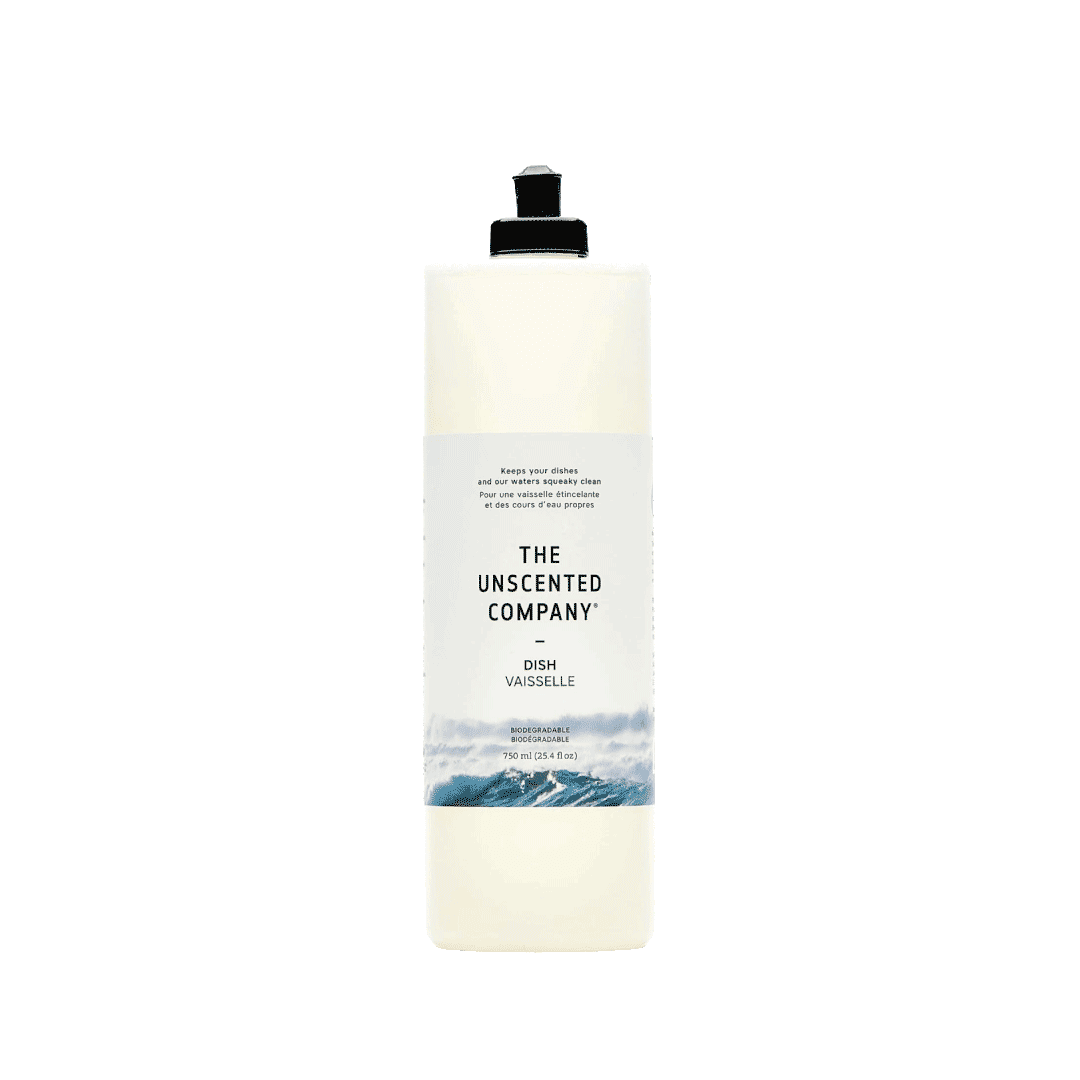 Keeps your dishes
and our waters squeaky clean
Pour une vaisselle étincelante
et des cours d'eau propres
THE
UNSCENTED
COMPANY®
–
DISH
VAISSELLE
BIODEGRADABLE
BIODÉGRADABLE
750 ml (25.4 fl oz)